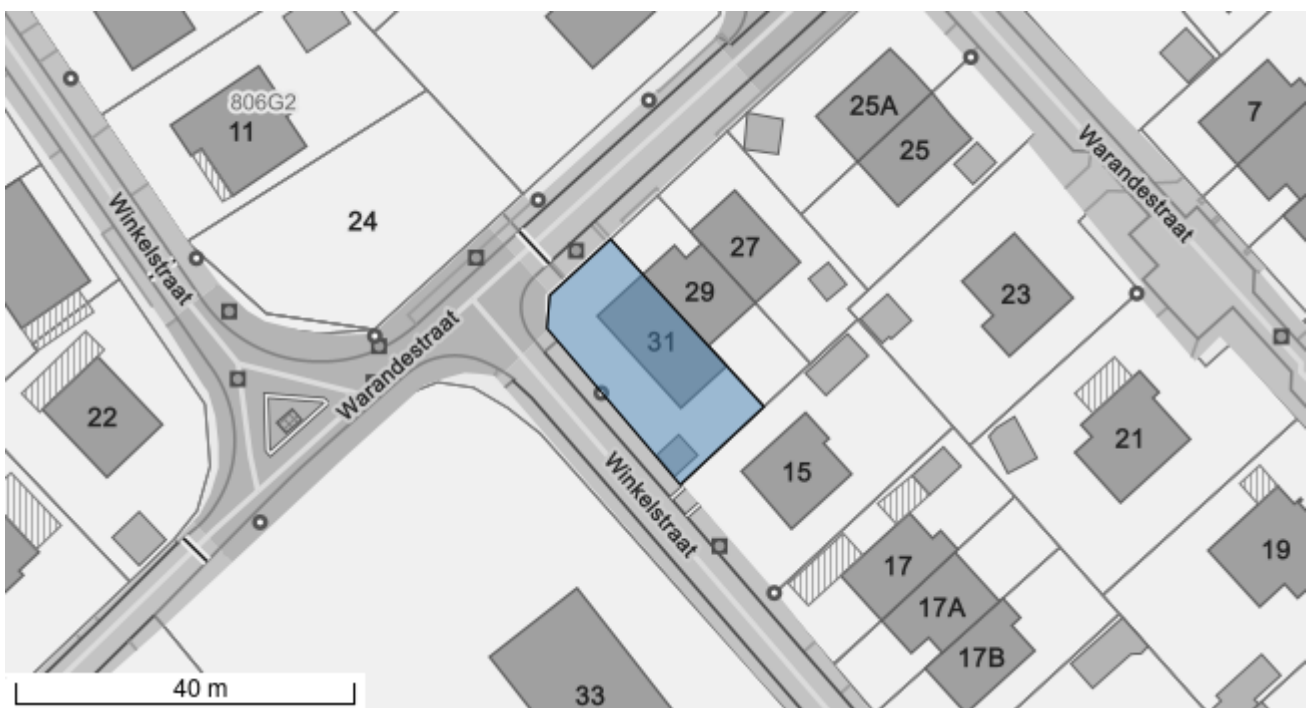 806G2
11
24
Winkelstraat
22
Warandestraat
25A
25
27
29
31
Warandestraat
7
23
21
19
15
Winkelstraat
17
17A
17B
33
40 m